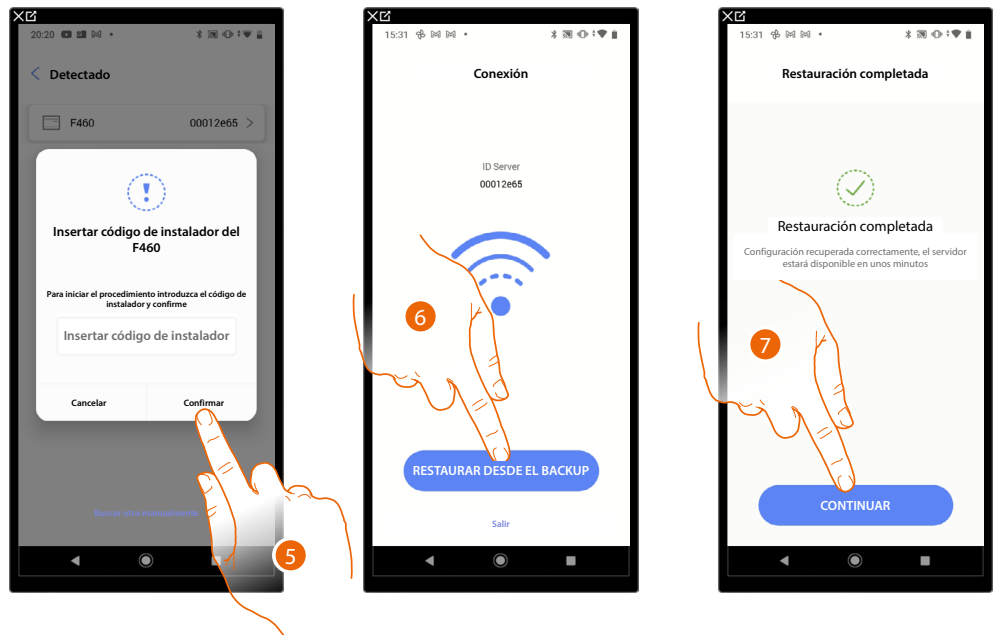 20:20
Detectado
F460
00012e65
Insertar código de instalador del
F460
Para iniciar el procedimiento introduzca el código de
instalador y confirme
Insertar código de instalador
Cancelar
Confirmar
5
15:31
Conexión
ID Server
00012e65
6
RESTAURAR DESDE EL BACKUP
Salir
15:31
Restauración completada
Restauración completada
Configuración recuperada correctamente, el servidor
estará disponible en unos minutos
7
CONTINUAR